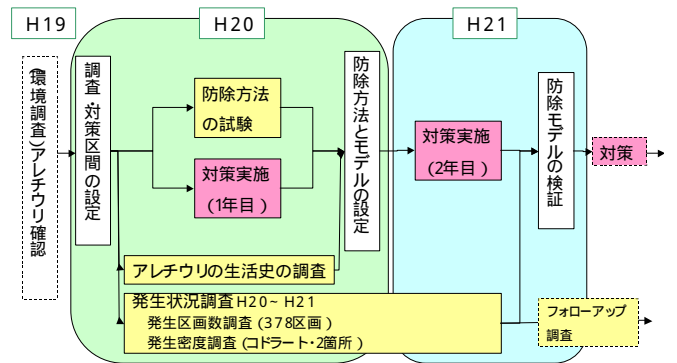 H19
H20
H21
（環境調査）アレチウリ確認
調査・対策区間の設定
防除方法
の試験
対策実施
(1年目)
防除方法とモデルの設定
対策実施
(2年目)
防除モデルの検証
対策
アレチウリの生活史の調査
発生状況調査H20~H21
発生区画数調査(378区画)
発生密度調査(コドラート・2箇所)
フォローアップ
調査